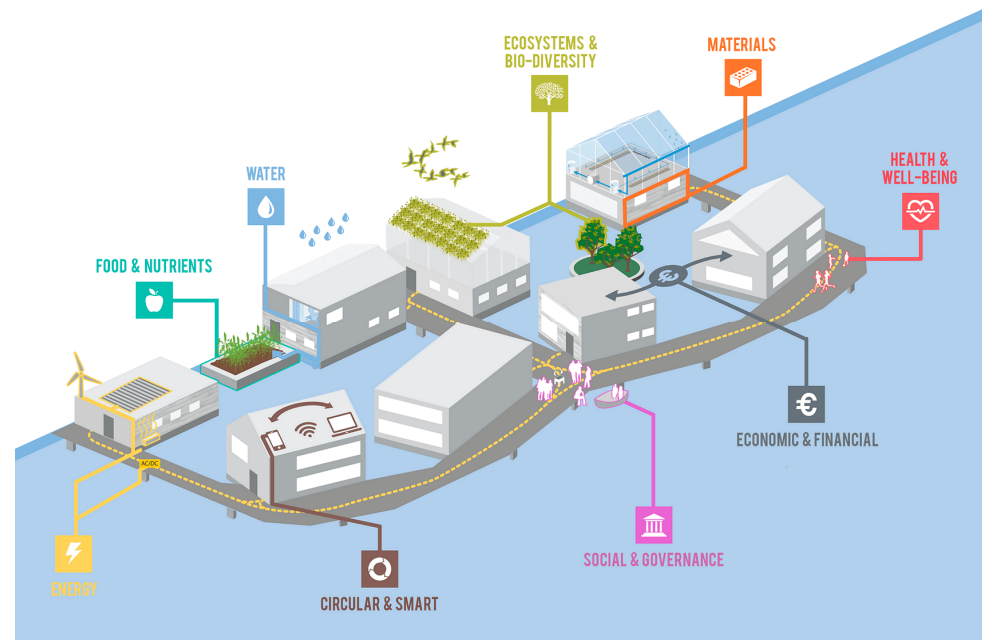 ECOSYSTEMS &
BIO-DIVERSITY
MATERIALS
HEALTH &
WELL-BEING
WATER
FOOD & NUTRIENTS
€
ECONOMIC & FINANCIAL
AC/DC
SOCIAL & GOVERNANCE
ENERGY
CIRCULAR & SMART